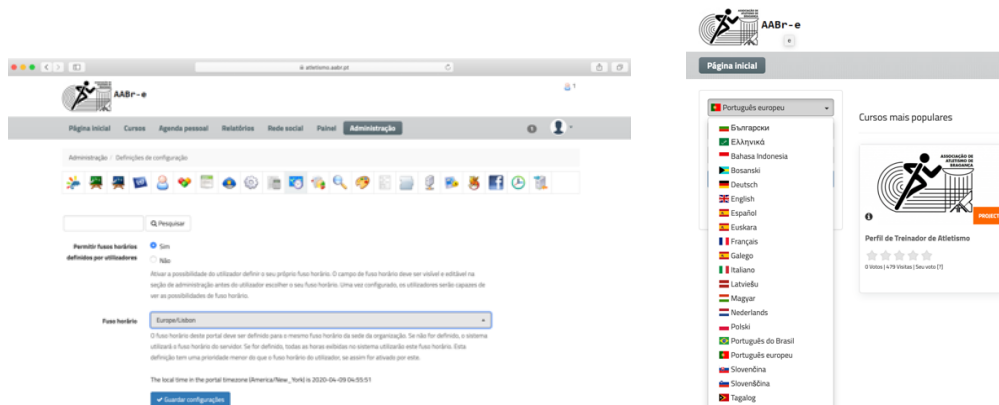 atletismo.aabr.pt
AABr-e
1
Página inicial Cursos Agenda pessoal Relatórios Rede social Painel Administração
Administração / Definições de configuração
Pesquisar
Permitir fusos horários
definidos por utilizadores
Sim
Não
Ativar a possibilidade do utilizador definir o seu próprio fuso horário. O campo de fuso horário deve ser visível e editável na
seção de administração antes do utilizador escolher o seu fuso horário. Uma vez configurado, os utilizadores serão capazes de
ver as possibilidades de fuso horário.
Fuso horário
Europe/Lisbon
O fuso horário deste portal deve ser definido para o mesmo fuso horário da sede da organização. Se não for definido, o sistema
utilizará o fuso horário do servidor. Se for definido, todas as horas exibidas no sistema utilizarão este fuso horário. Esta
definição tem uma prioridade menor do que o fuso horário do utilizador, se assim for ativado por este.
The local time in the portal timezone (America/New_York) is 2020-04-09 04:55:51
Guardar configurações
AABr-e
e
Página inicial
Português europeu
Български
Ελληνικά
Bahasa Indonesia
Bosanski
Deutsch
English
Español
Euskara
Français
Galego
Italiano
Latviešu
Magyar
Nederlands
Polski
Português do Brasil
Português europeu
Slovenčina
Slovenščina
Tagalog
Cursos mais populares
ASSOCIAÇÃO DE
ATLETISMO DE
BRAGANÇA
PROJECT
Perfil de Treinador de Atletismo
0 Votos | 479 Visitas | Seu voto [?]